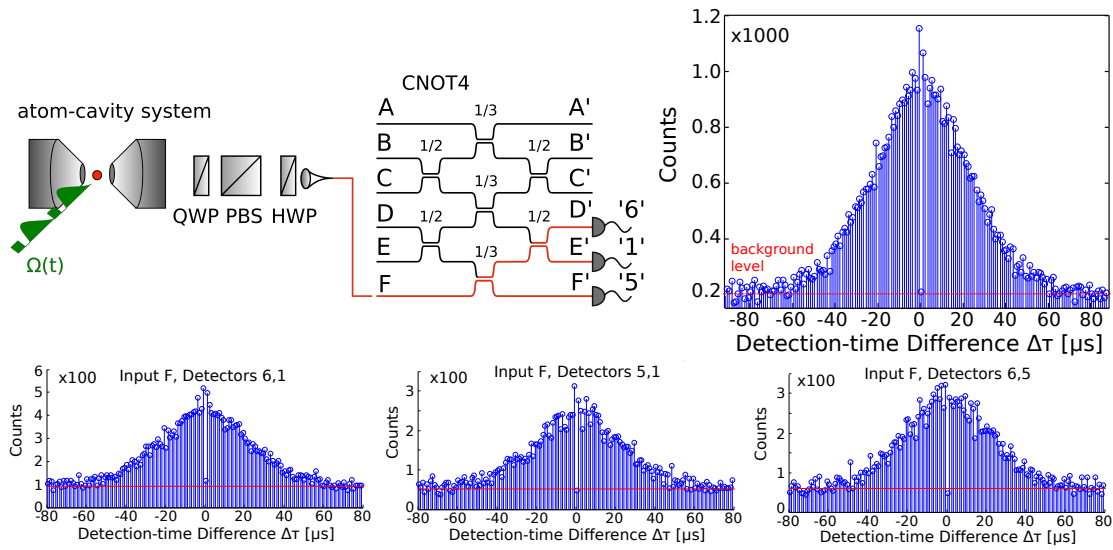 CNOT4
atom-cavity system
QWP PBS HWP
Ω(t)
A 1/3 A'
B 1/2 1/2 B'
C 1/3 C'
D 1/2 1/2 D' '6'
E 1/3 E' '1'
F F' '5'
x1000
Counts
1.2
1.0
0.8
0.6
0.4
0.2
background
level
-80 -60 -40 -20 0 20 40 60 80
Detection-time Difference Δτ [µs]
x100
Input F, Detectors 6,1
Counts
6
5
4
3
2
1
0
-80 -60 -40 -20 0 20 40 60 80
Detection-time Difference Δτ [µs]
x100
Input F, Detectors 5,1
Counts
3
2
1
0
-80 -60 -40 -20 0 20 40 60 80
Detection-time Difference Δτ [µs]
Input F, Detectors 6,5
x100
Counts
3
2
1
0
-80 -60 -40 -20 0 20 40 60 80
Detection-time Difference Δτ [µs]